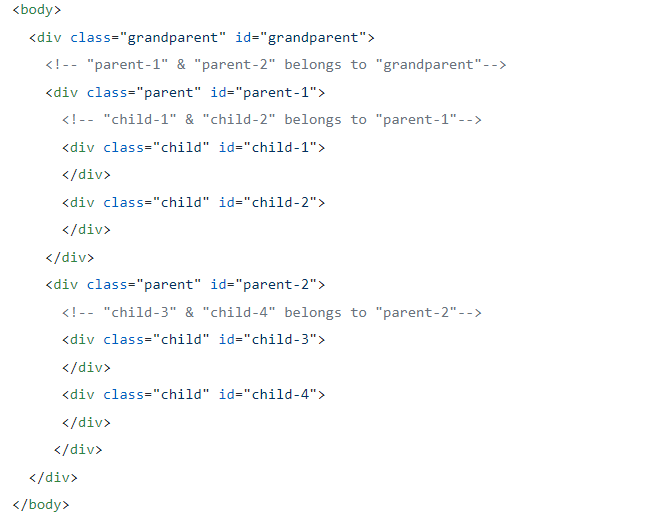 <body>
<div class="grandparent" id="grandparent">
<!-- "parent-1" & "parent-2" belongs to "grandparent"-->
<div class="parent" id="parent-1">
<!-- "child-1" & "child-2" belongs to "parent-1"-->
<div class="child" id="child-1">
</div>
<div class="child" id="child-2">
</div>
</div>
<div class="parent" id="parent-2">
<!-- "child-3" & "child-4" belongs to "parent-2"-->
<div class="child" id="child-3">
</div>
<div class="child" id="child-4">
</div>
</div>
</div>
</body>